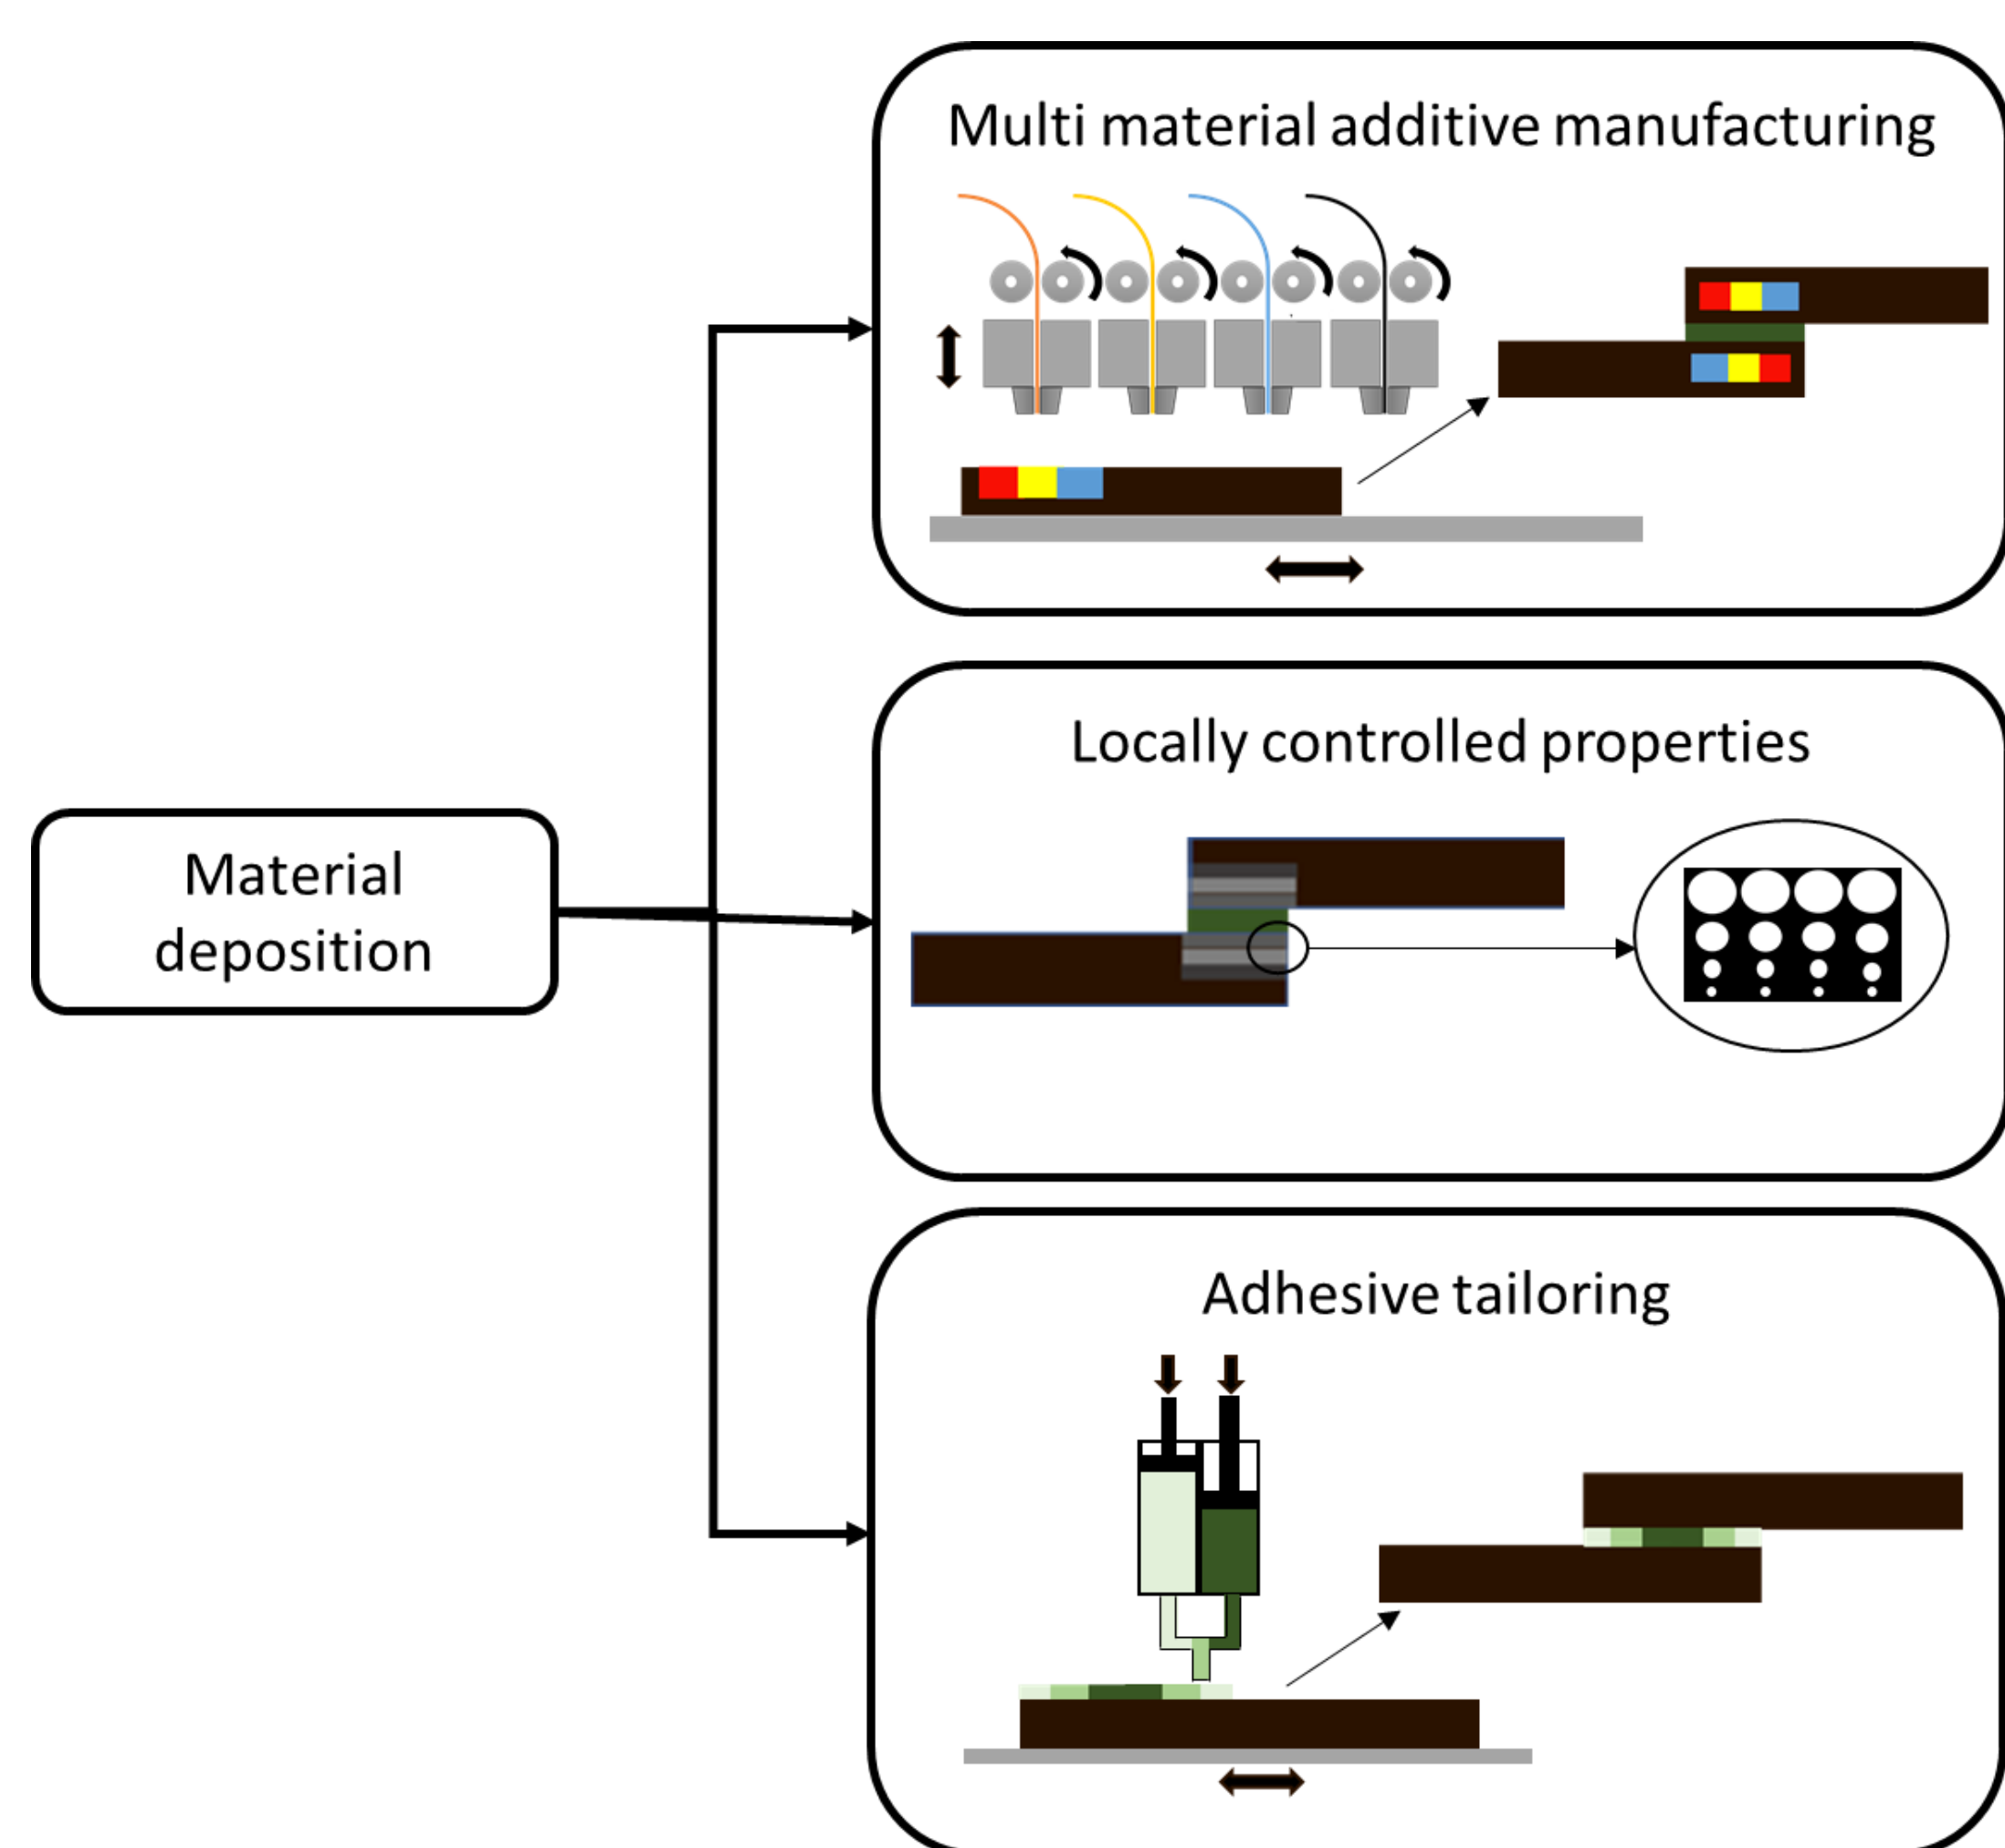 Multi material additive manufacturing
Locally controlled properties
Material
deposition
Adhesive tailoring